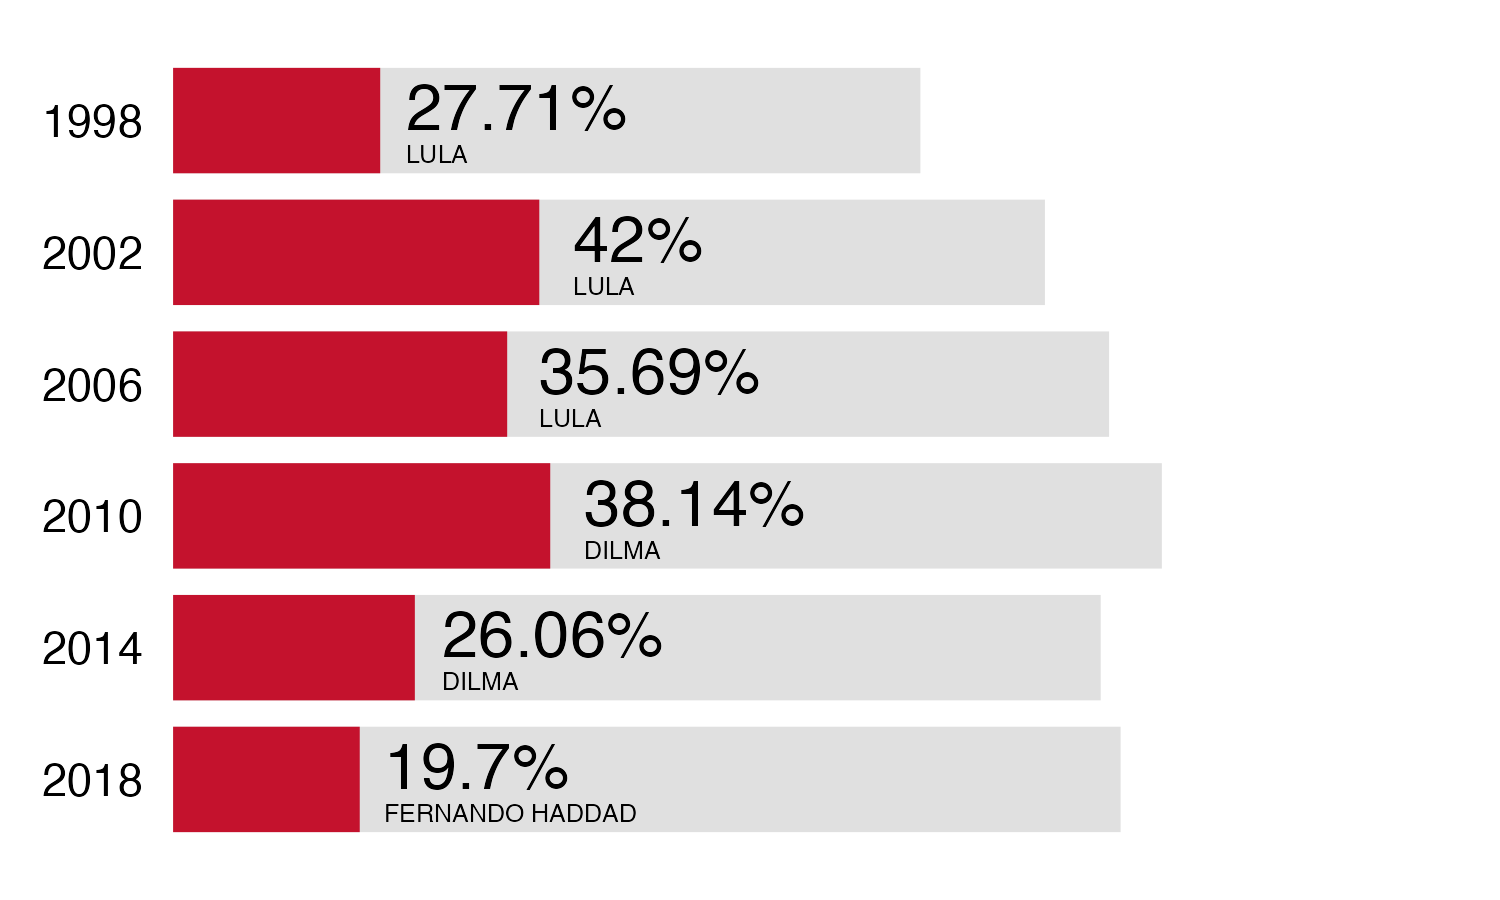 1998
27.71%
LULA
2002
42%
LULA
2006
35.69%
LULA
2010
38.14%
DILMA
2014
26.06%
DILMA
2018
19.7%
FERNANDO HADDAD